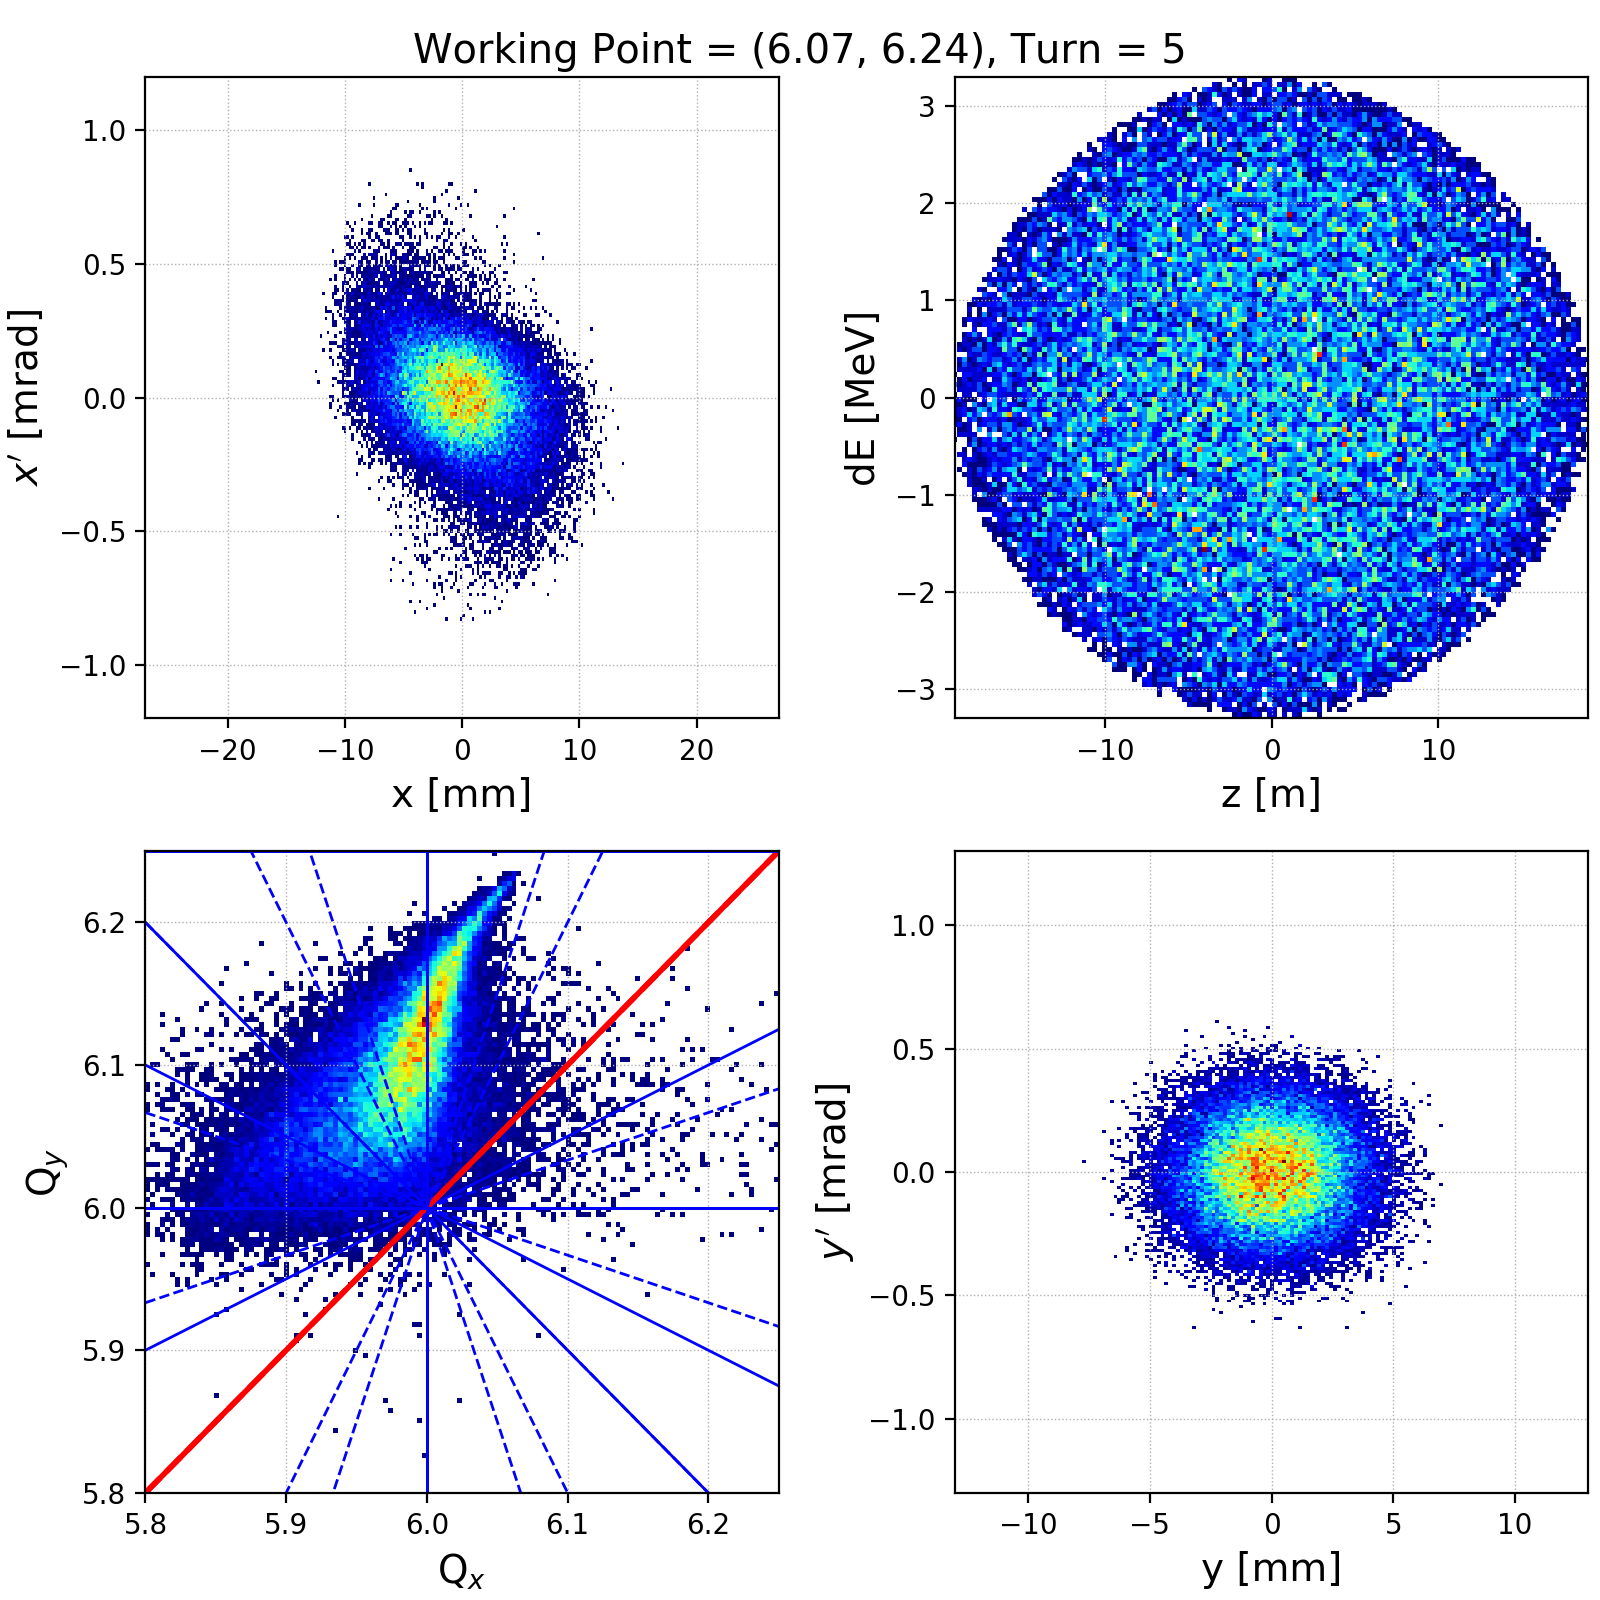 Working Point = (6.07, 6.24), Turn = 5
1.0
0.5
0.0
−0.5
−1.0
x′ [mrad]
−20 −10 0 10 20
x [mm]
3
2
1
0
−1
−2
−3
dE [MeV]
−10 0 10
z [m]
6.2
6.1
6.0
5.9
5.8
Qy
5.8 5.9 6.0 6.1 6.2
Qx
1.0
0.5
0.0
−0.5
−1.0
y′ [mrad]
−10 −5 0 5 10
y [mm]